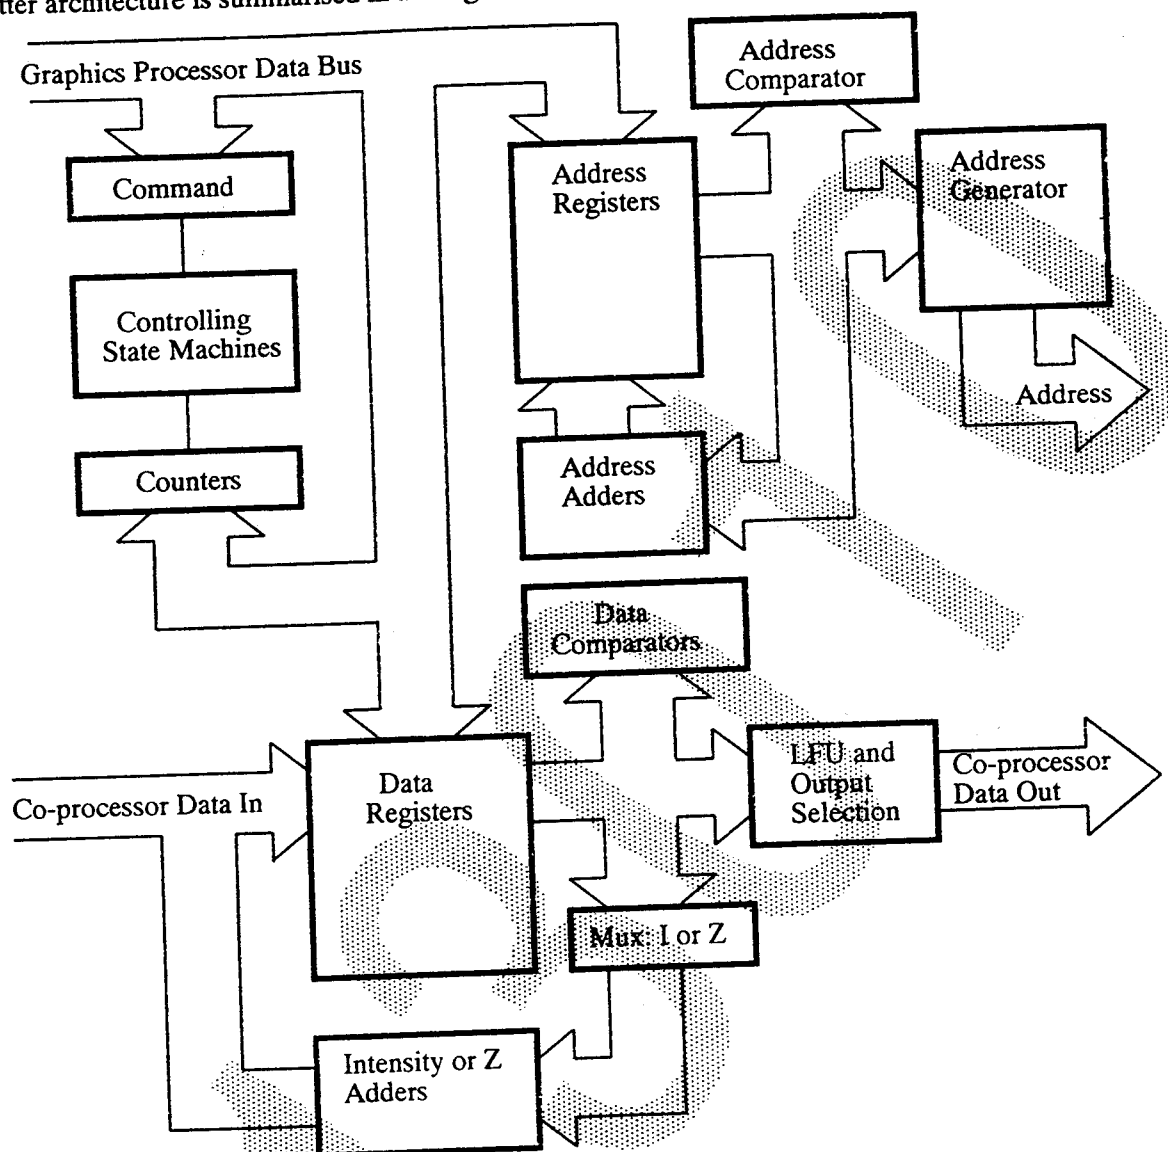 tter architecture is summarised in
Graphics Processor Data Bus
Address
Comparator
Command
Address
Registers
Address
Generator
Controlling
State Machines
Address
Counters
Address
Adders
Data
Comparators
Co-processor Data In
Data
Registers
LFU and
Output
Selection
Co-processor
Data Out
Mux: I or Z
Intensity or Z
Adders